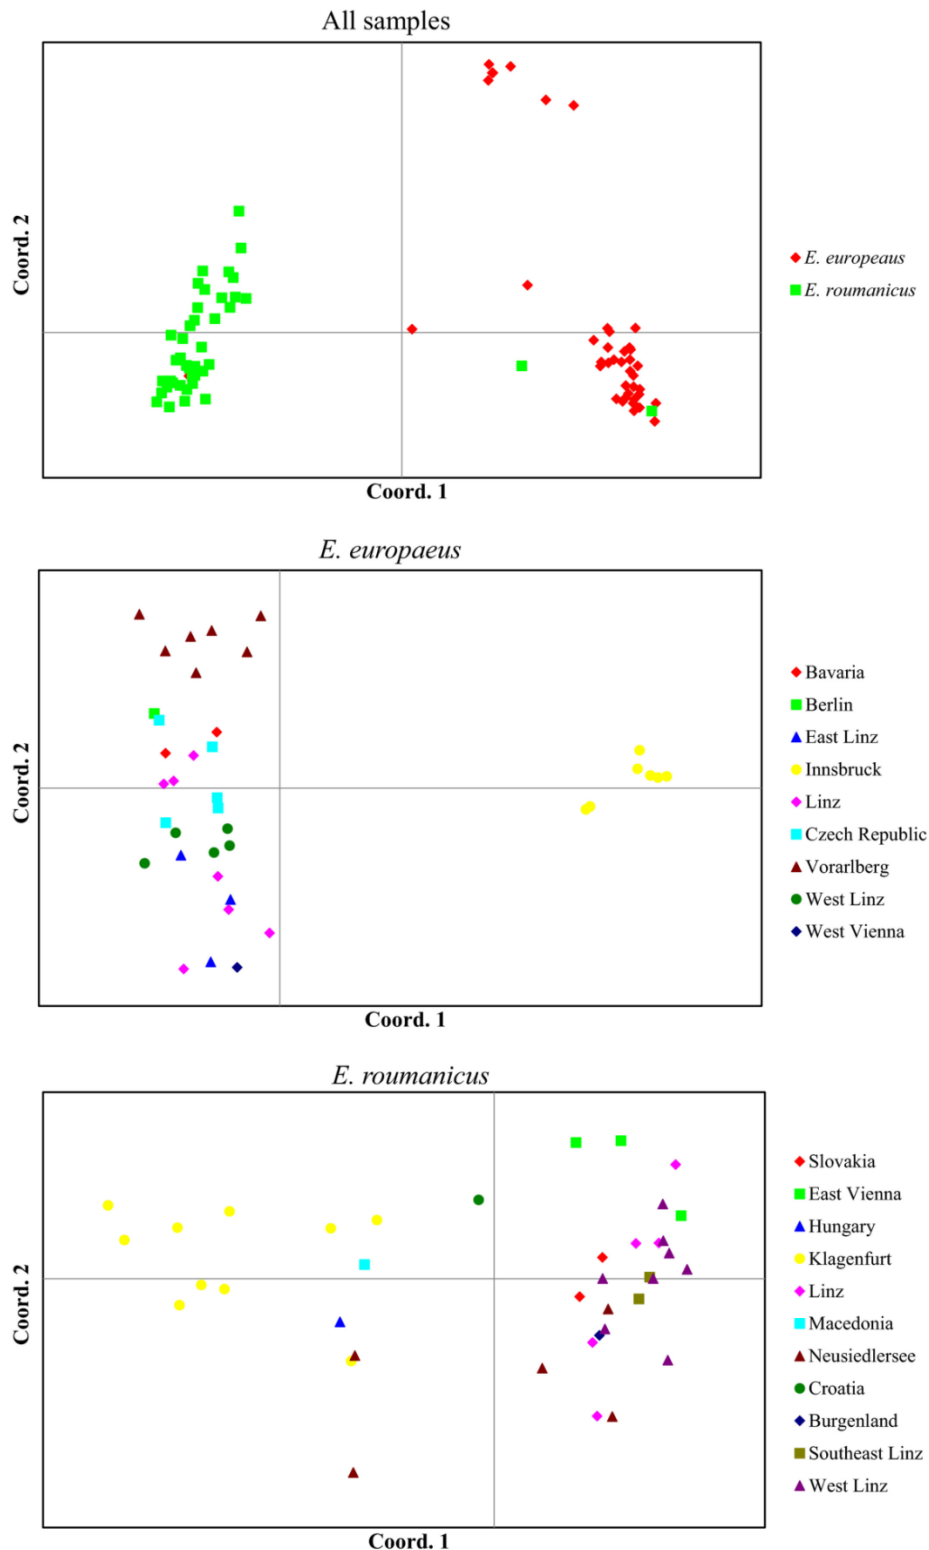 All samples
Coord. 2
E. europeaus
E. roumanicus
Coord. 1
E. europaeus
Coord. 2
Bavaria
Berlin
East Linz
Innsbruck
Linz
Czech Republic
Vorarlberg
West Linz
West Vienna
Coord. 1
E. roumanicus
Coord. 2
Slovakia
East Vienna
Hungary
Klagenfurt
Linz
Macedonia
Neusiedlersee
Croatia
Burgenland
Southeast Linz
West Linz
Coord. 1